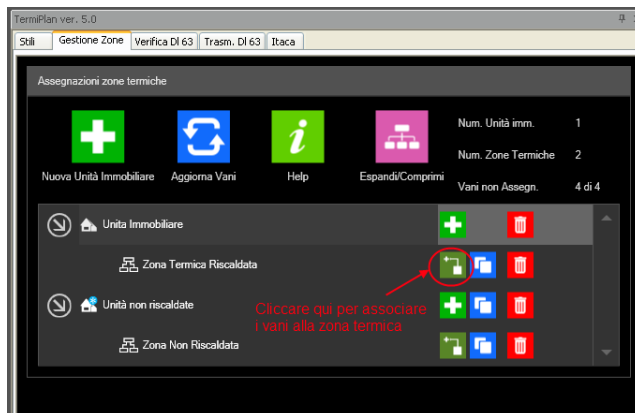 TermiPlan ver. 5.0
Stili Gestione Zone Verifica Dl 63 Trasm. Dl 63 Itaca
Assegnazioni zone termiche
Num. Unità imm. 1
Num. Zone Termiche 2
Nuova Unità Immobiliare Aggiorna Vani Help Espandi/Comprimi
Vani non Assegn. 4 di 4
Unita Immobiliare
Zona Termica Riscaldata
Unità non riscaldate
Cliccare qui per associare
i vani alla zona termica
Zona Non Riscaldata